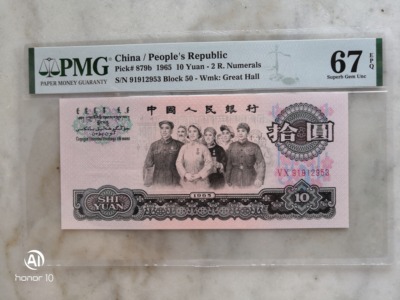 PMG
PAPER MONEY GUARANTY
China / People's Republic
Pick# 879b 1965 10 Yuan - 2 R. Numerals
S/N 91912953 Block 50 - Wmk: Great Hall
67 EPQ
Superb Gem Unc
中國人民銀行
拾圓
VX 91912953
1965
SHI
YUAN
10
AI
honor 10